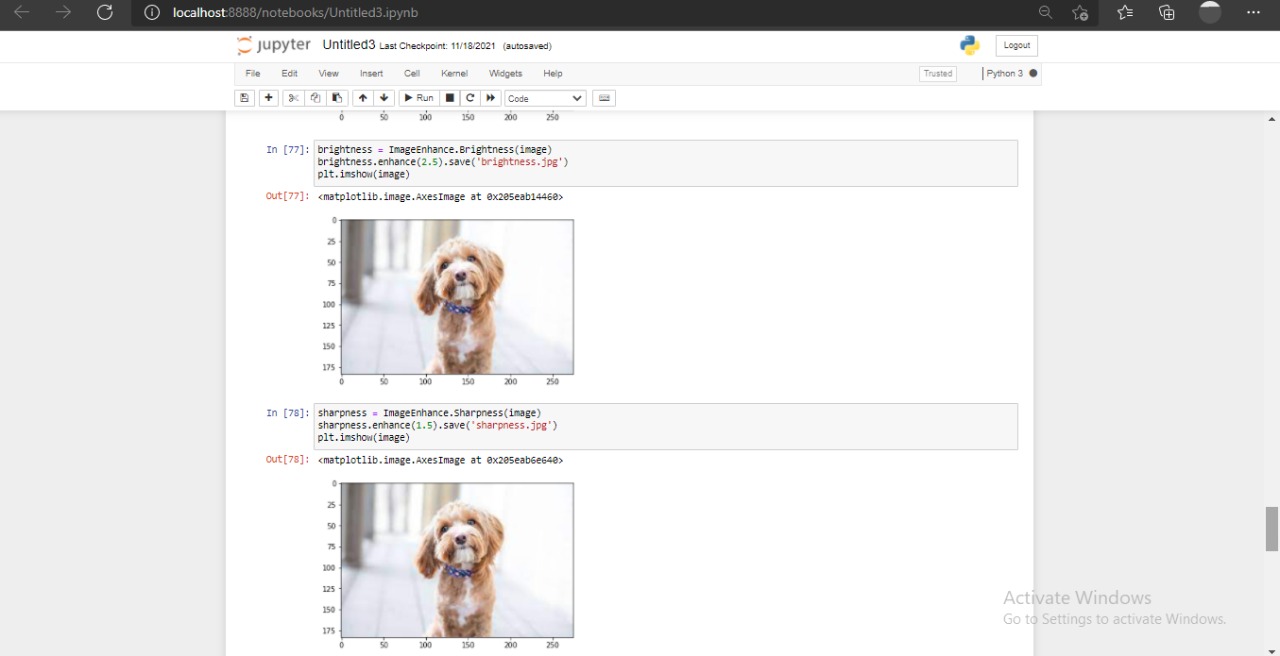 localhost:8888/notebooks/Untitled3.ipynb
jupyter Untitled3 Last Checkpoint: 11/18/2021 (autosaved)
Logout
File Edit View Insert Cell Kernel Widgets Help
Trusted
Python 3
Run
Code
0 50 100 150 200 250
In [77]: brightness = ImageEnhance.Brightness(image)
brightness.enhance(2.5).save('brightness.jpg')
plt.imshow(image)
Out[77]: <matplotlib.image.AxesImage at 0x205eab14460>
0
25
50
75
100
125
150
175
0 50 100 150 200 250
In [78]: sharpness = ImageEnhance.Sharpness(image)
sharpness.enhance(1.5).save('sharpness.jpg')
plt.imshow(image)
Out[78]: <matplotlib.image.AxesImage at 0x205eab6e640>
0
25
50
75
100
125
150
175
0 50 100 150 200 250
Activate Windows
Go to Settings to activate Windows.